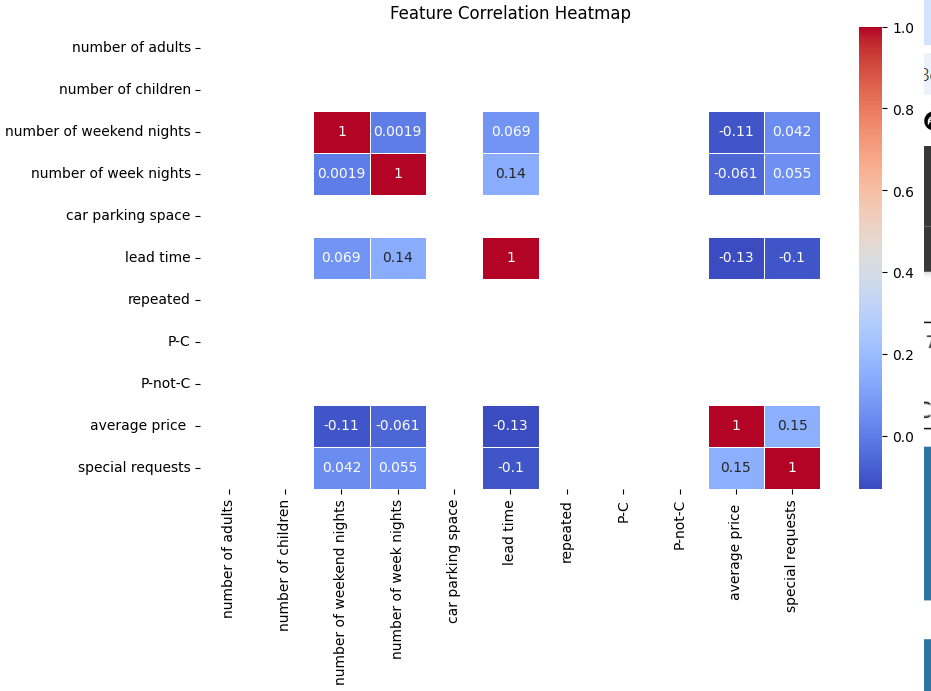 Feature Correlation Heatmap
number of adults
number of children
number of weekend nights 1 0.0019 0.069 -0.11 0.042
number of week nights 0.0019 1 0.14 -0.061 0.055
car parking space
lead time 0.069 0.14 1 -0.13 -0.1
repeated
P-C
P-not-C
average price -0.11 -0.061 -0.13 1 0.15
special requests 0.042 0.055 -0.1 0.15 1
number of adults
number of children
number of weekend nights
number of week nights
car parking space
lead time
repeated
P-C
P-not-C
average price
special requests
1.0
0.8
0.6
0.4
0.2
0.0